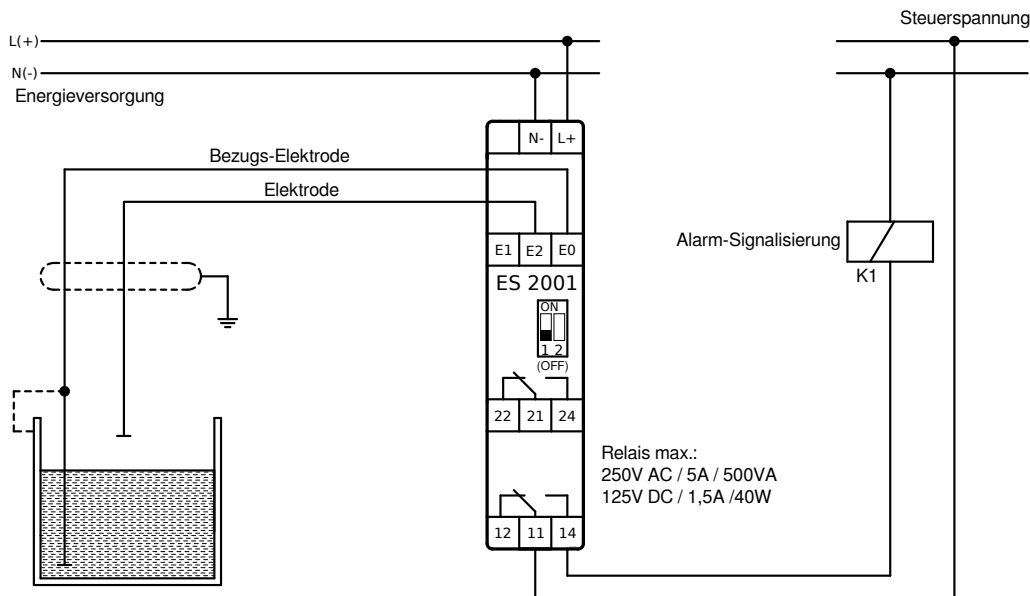 Steuerspannung
L(+)
N(-)
Energieversorgung
N- L+
Bezugs-Elektrode
Elektrode
E1 E2 E0
Alarm-Signalisierung
K1
ES 2001
ON
1 2
(OFF)
22 21 24
Relais max.:
250V AC / 5A / 500VA
125V DC / 1,5A /40W
12 11 14